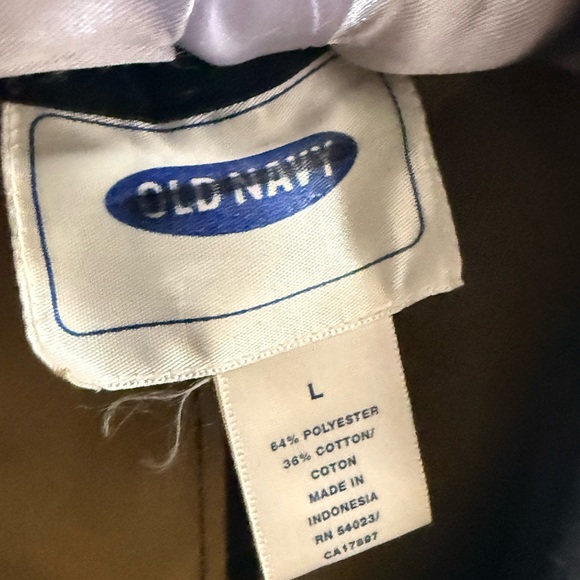 OLD NAVY
L
64% POLYESTER
36% COTTON/
COTON
MADE IN
INDONESIA
RN 54023/
CA17897